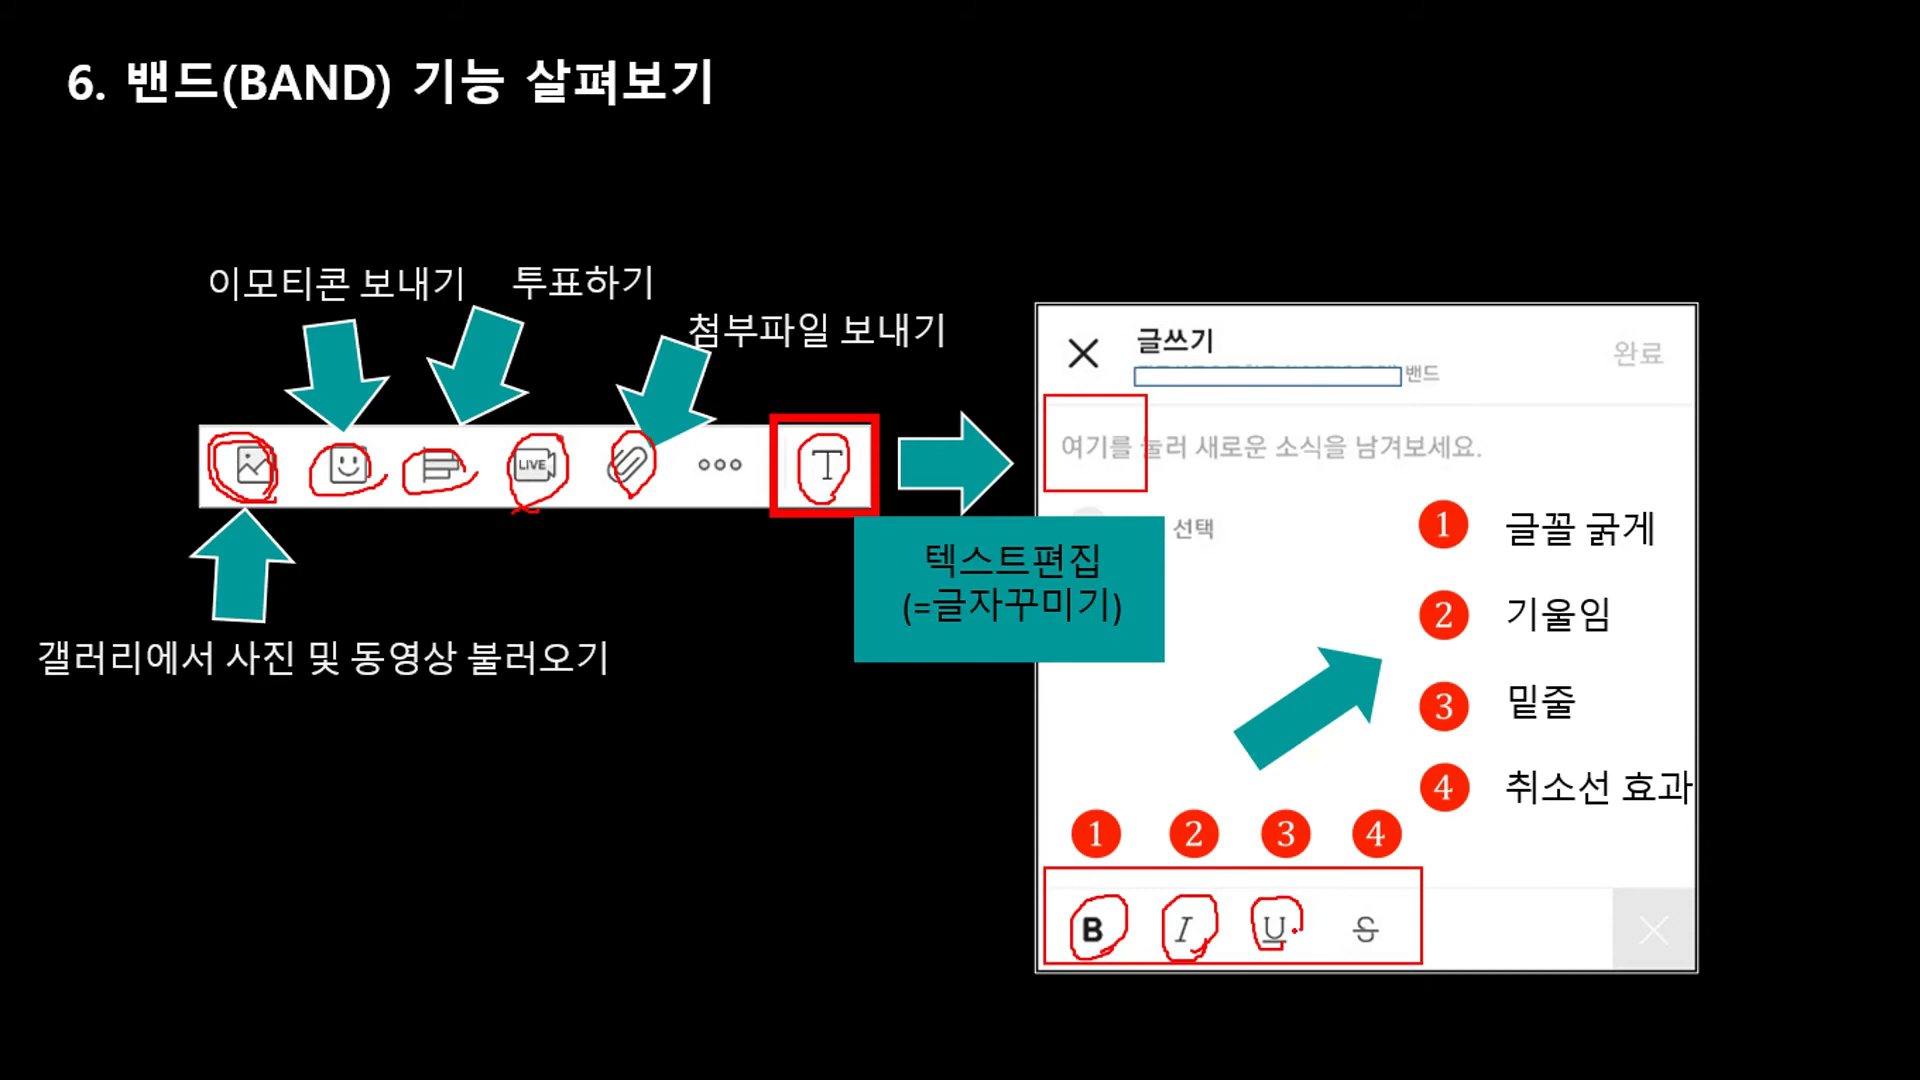 6. 밴드(BAND) 기능 살펴보기
이모티콘 보내기
투표하기
첨부파일 보내기
LIVE
T
갤러리에서 사진 및 동영상 불러오기
텍스트편집
(=글자꾸미기)
글쓰기
완료
밴드
여기를 눌러 새로운 소식을 남겨보세요.
선택
1 글꼴 굵게
2 기울임
3 밑줄
4 취소선 효과
1 2 3 4
B I U S